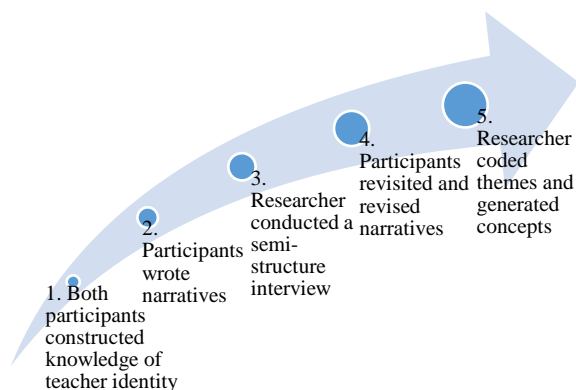 1. Both
participants
constructed
knowledge of
teacher identity
2.
Participants
wrote
narratives
3.
Researcher
conducted a
semi-
structure
interview
4.
Participants
revisited and
revised
narratives
5.
Researcher
coded
themes and
generated
concepts